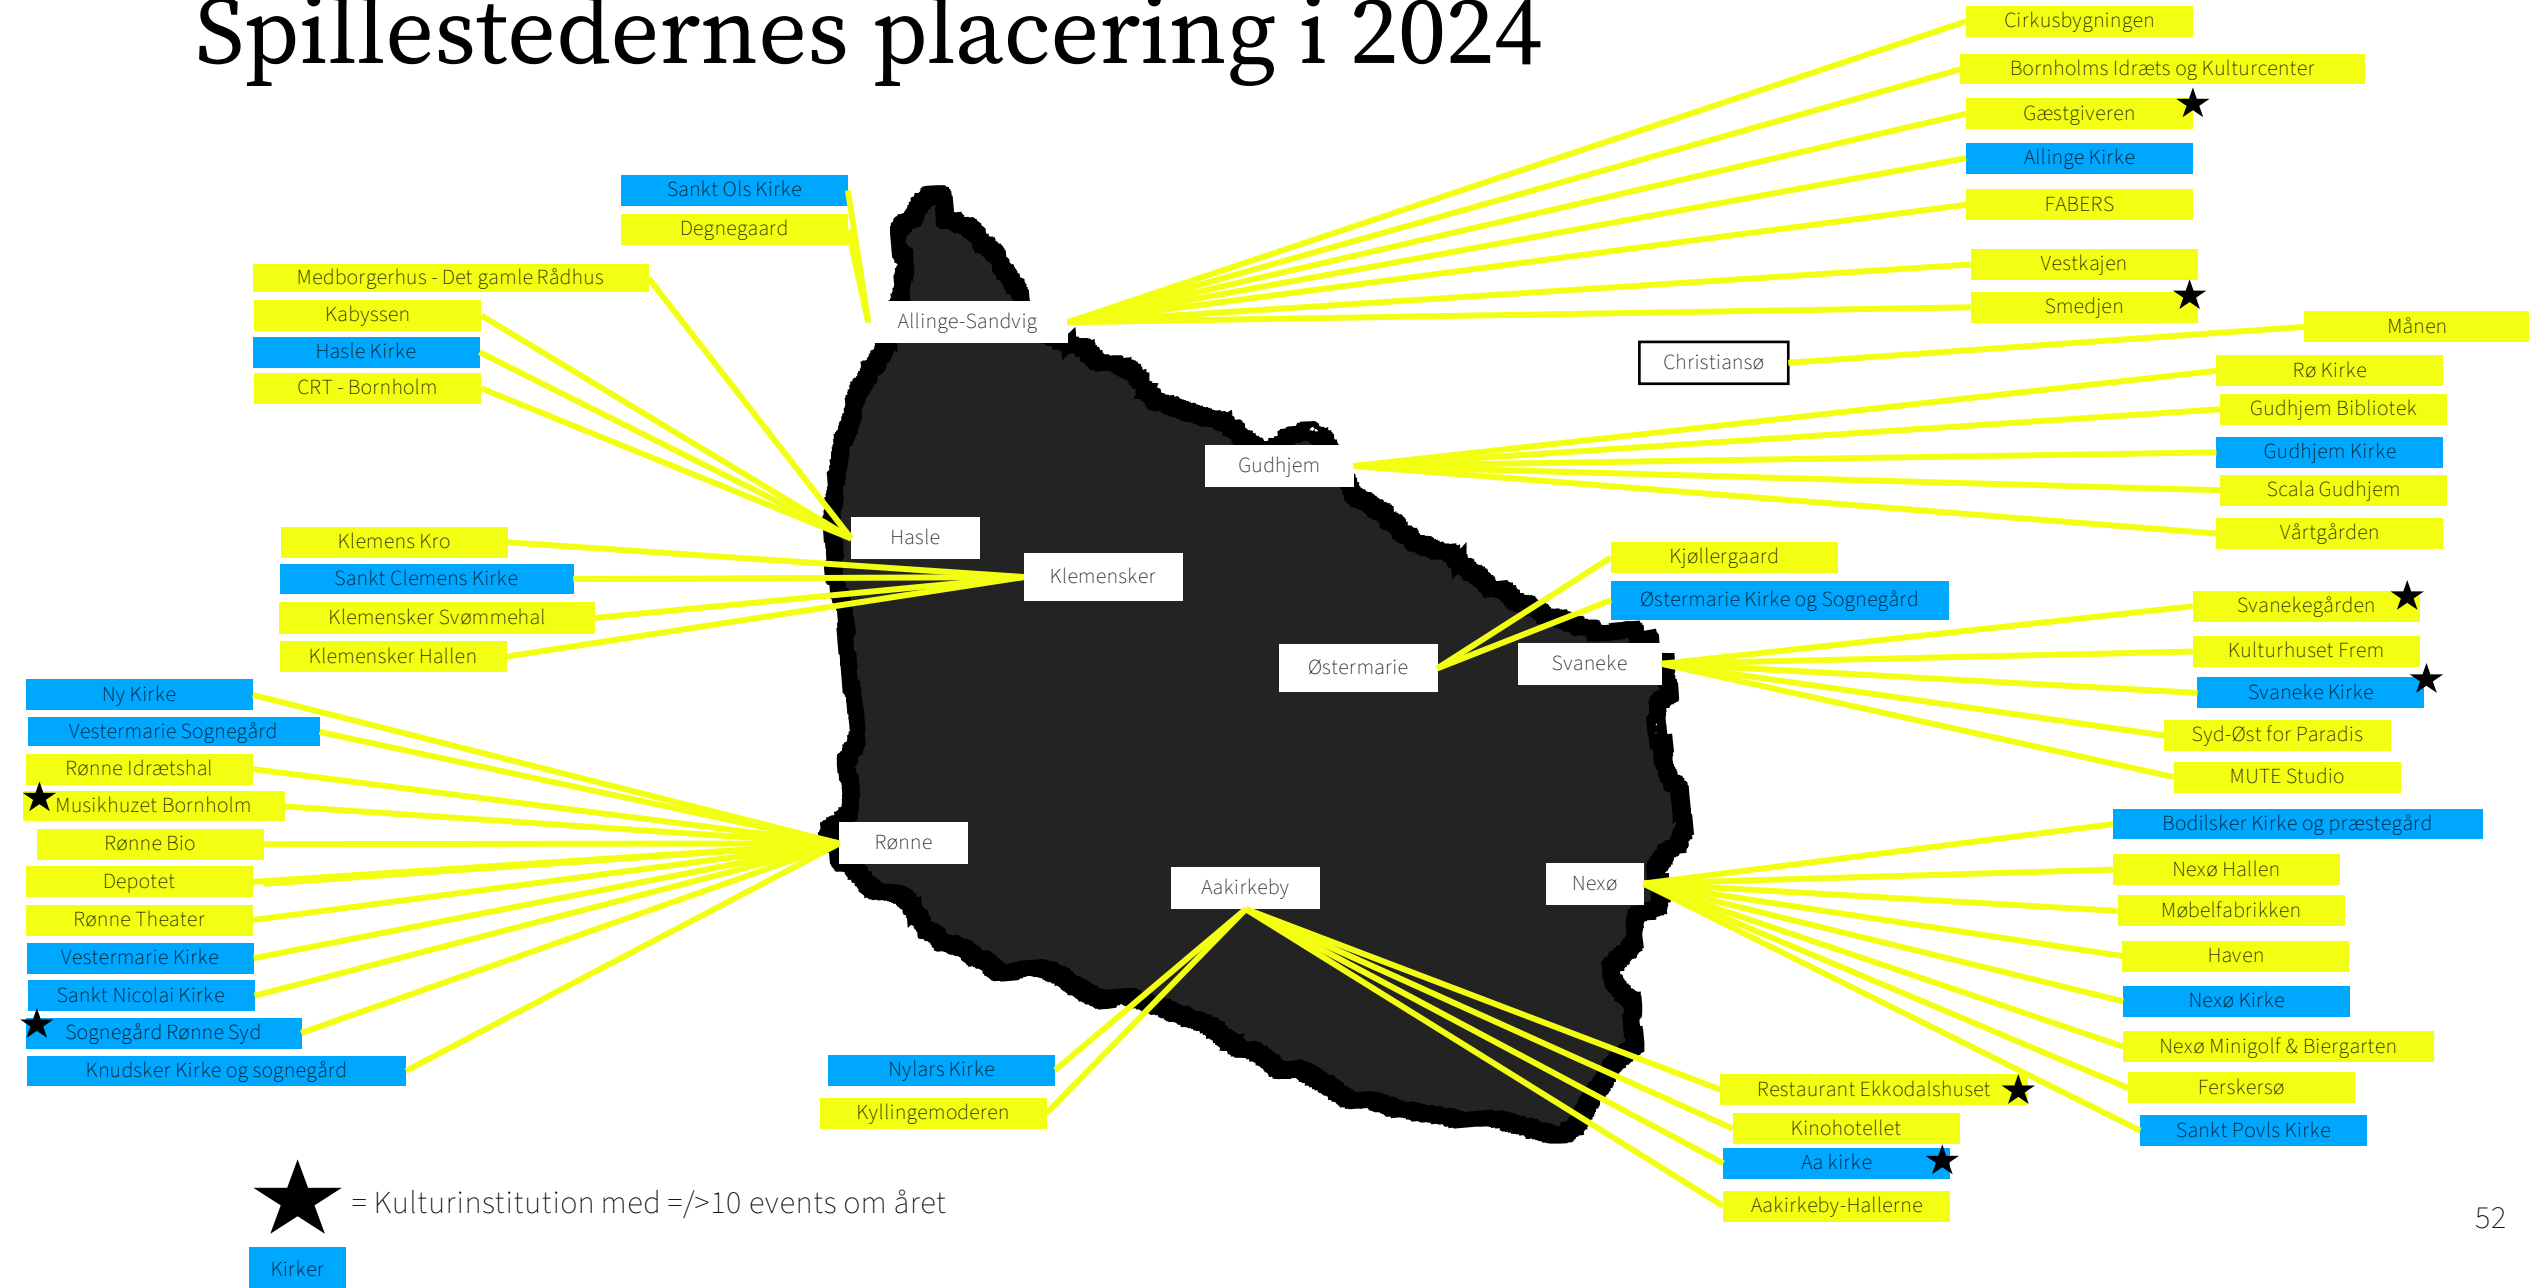 Spillestedernes placering i 2024
Cirkusbygningen
Bornholms Idræts og Kulturcenter
Gæstgiveren
Allinge Kirke
FABERS
Vestkajen
Smedjen
Sankt Ols Kirke
Degnegaard
Allinge-Sandvig
Medborgerhus - Det gamle Rådhus
Kabyssen
Hasle Kirke
CRT - Bornholm
Hasle
Christiansø
Månen
Rø Kirke
Gudhjem Bibliotek
Gudhjem Kirke
Scala Gudhjem
Vårtgården
Gudhjem
Klemens Kro
Sankt Clemens Kirke
Klemensker Svømmehal
Klemensker Hallen
Klemensker
Kjøllergaard
Østermarie Kirke og Sognegård
Østermarie
Svaneke
Svanekegården
Kulturhuset Frem
Svaneke Kirke
Syd-Øst for Paradis
MUTE Studio
Ny Kirke
Vestermarie Sognegård
Rønne Idrætshal
Musikhuzet Bornholm
Rønne Bio
Depotet
Rønne Theater
Vestermarie Kirke
Sankt Nicolai Kirke
Sognegård Rønne Syd
Knudsker Kirke og sognegård
Rønne
Aakirkeby
Nexø
Bodilsker Kirke og præstegård
Nexø Hallen
Møbelfabrikken
Haven
Nexø Kirke
Nexø Minigolf & Biergarten
Ferskersø
Sankt Povls Kirke
Nylars Kirke
Kyllingemoderen
Restaurant Ekkodalshuset
Kinohotellet
Aa kirke
Aakirkeby-Hallerne
= Kulturinstitution med =/>10 events om året
Kirker
52